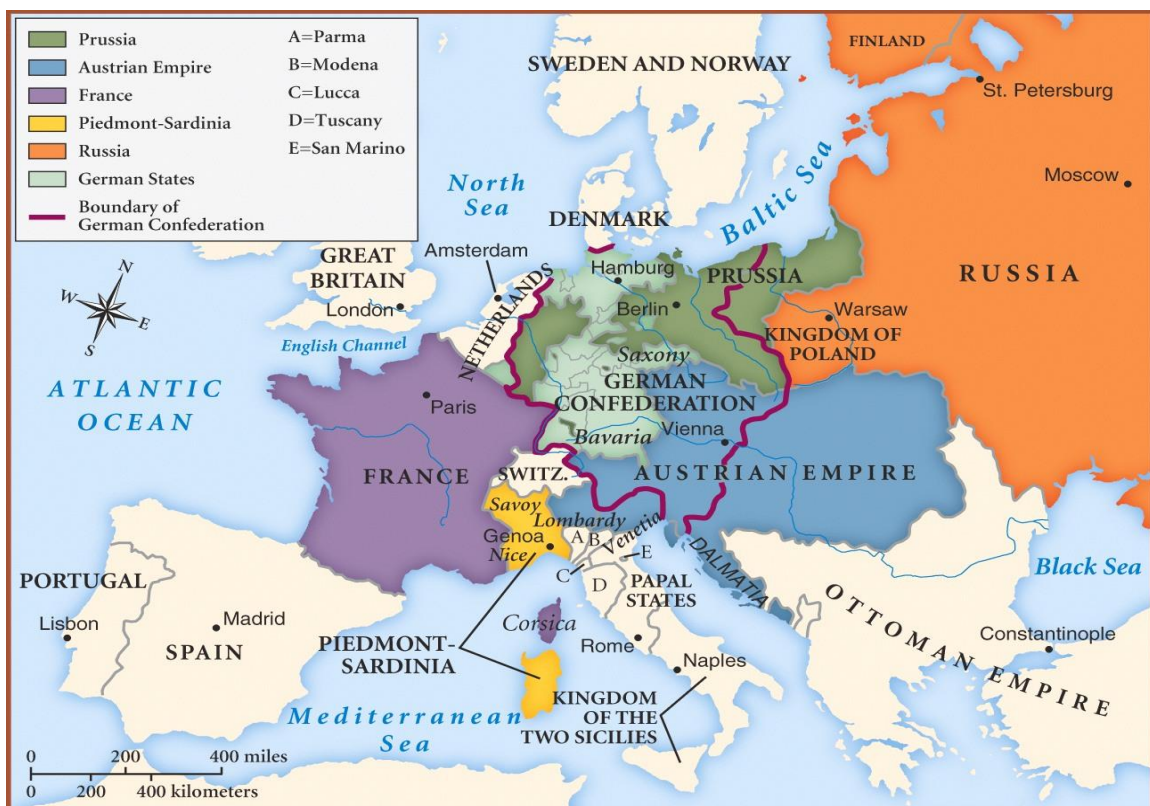 Prussia
Austrian Empire
France
Piedmont-Sardinia
Russia
German States
Boundary of
German Confederation
A=Parma
B=Modena
C=Lucca
D=Tuscany
E=San Marino
FINLAND
SWEDEN AND NORWAY
St. Petersburg
Moscow
North
Sea
Baltic Sea
DENMARK
Amsterdam
Hamburg
PRUSSIA
RUSSIA
GREAT
BRITAIN
London
N
W
E
S
NETHERLANDS
Berlin
Warsaw
KINGDOM OF
POLAND
English Channel
Saxony
GERMAN
CONFEDERATION
ATLANTIC
OCEAN
Paris
Bavaria
Vienna
FRANCE
SWITZ.
AUSTRIAN EMPIRE
Savoy
Lombardy
Venetia
Genoa
Nice
A
B
E
C
D
DALMATIA
PAPAL
STATES
Black Sea
PORTUGAL
Lisbon
Madrid
SPAIN
Corsica
PIEDMONT-
SARDINIA
Rome
Naples
OTTOMAN EMPIRE
Constantinople
KINGDOM
OF THE
TWO SICILIES
Mediterranean
Sea
0 200 400 miles
0 200 400 kilometers